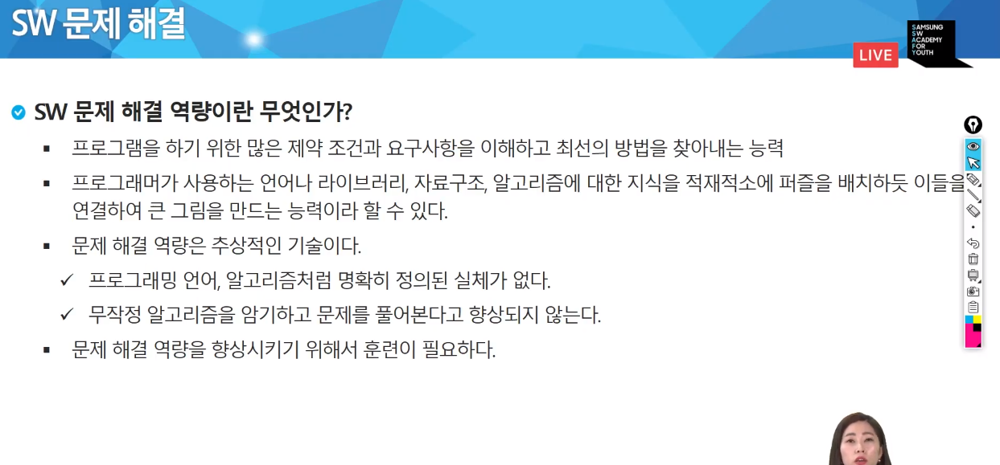 SW 문제 해결
SAMSUNG
SW
ACADEMY
FOR
YOUTH
LIVE
SW 문제 해결 역량이란 무엇인가?
프로그램을 하기 위한 많은 제약 조건과 요구사항을 이해하고 최선의 방법을 찾아내는 능력
프로그래머가 사용하는 언어나 라이브러리, 자료구조, 알고리즘에 대한 지식을 적재적소에 퍼즐을 배치하듯 이들을
연결하여 큰 그림을 만드는 능력이라 할 수 있다.
문제 해결 역량은 추상적인 기술이다.
프로그래밍 언어, 알고리즘처럼 명확히 정의된 실체가 없다.
무작정 알고리즘을 암기하고 문제를 풀어본다고 향상되지 않는다.
문제 해결 역량을 향상시키기 위해서 훈련이 필요하다.